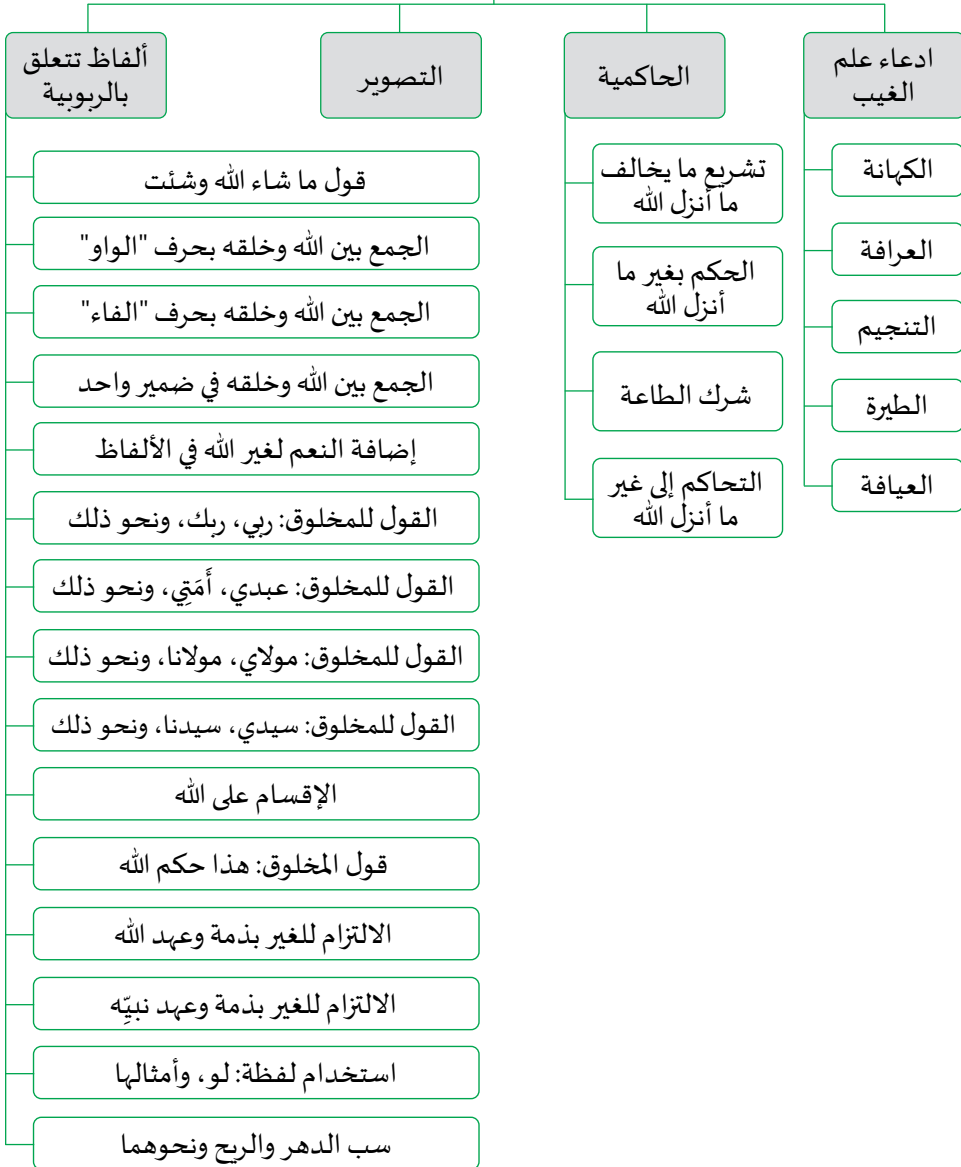 ادعاء علم
الغيب
الكهانة
العرافة
التنجيم
الطيرة
العيافة
الحاكمية
تشريع ما يخالف
ما أنزل الله
الحكم بغير ما
أنزل الله
شرك الطاعة
التحاكم إلى غير
ما أنزل الله
التصوير
ألفاظ تتعلق
بالربوبية
قول ما شاء الله وشئت
الجمع بين الله وخلقه بحرف "الواو"
الجمع بين الله وخلقه بحرف "الفاء"
الجمع بين الله وخلقه في ضمير واحد
إضافة النعم لغير الله في الألفاظ
القول للمخلوق: ربي، ربك، ونحو ذلك
القول للمخلوق: عبدي، أَمَتِي، ونحو ذلك
القول للمخلوق: مولاي، مولانا، ونحو ذلك
القول للمخلوق: سيدي، سيدنا، ونحو ذلك
الإقسام على الله
قول المخلوق: هذا حكم الله
الالتزام للغير بذمة وعهد الله
الالتزام للغير بذمة وعهد نبيِّه
استخدام لفظة: لو، وأمثالها
سب الدهر والريح ونحوهما